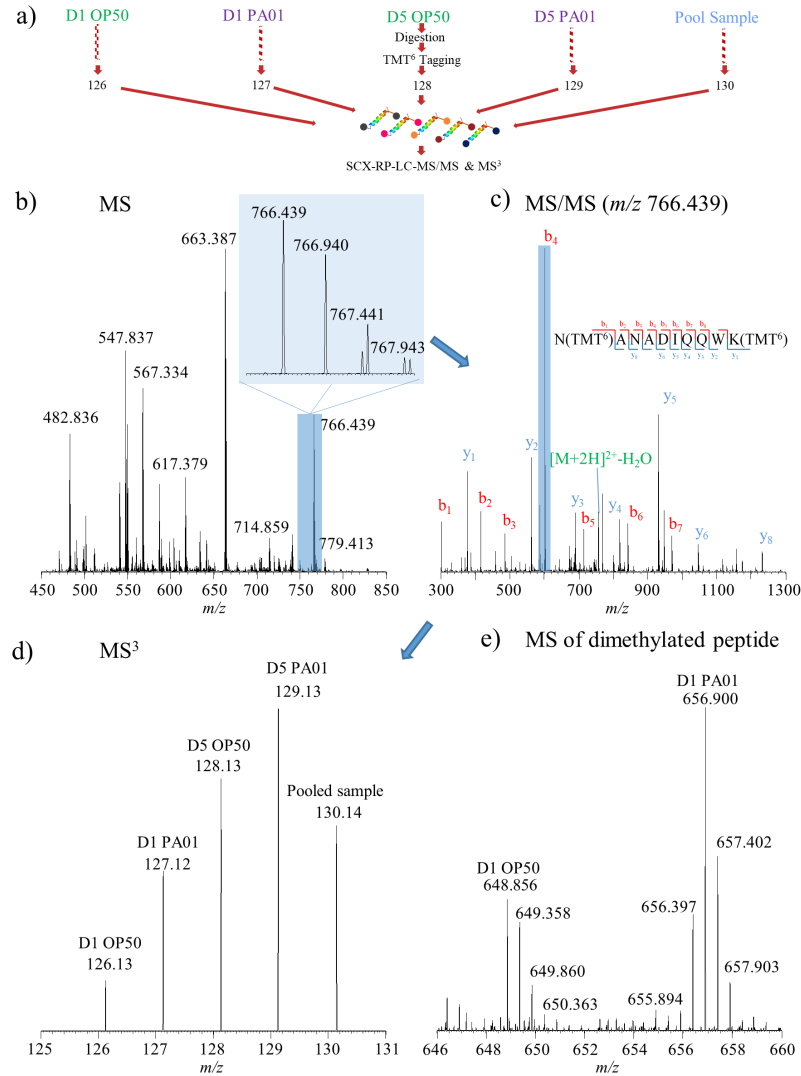 a)
D1 OP50
D1 PA01
D5 OP50
D5 PA01
Pool Sample
Digestion
TMT⁶ Tagging
126
127
128
129
130
SCX-RP-LC-MS/MS & MS³
b)
MS
766.439
766.940
767.441
767.943
663.387
547.837
567.334
482.836
617.379
766.439
714.859
779.413
450 500 550 600 650 700 750 800 850
m/z
c)
MS/MS (m/z 766.439)
b₄
b₁ b₂ b₃ b₄ b₅ b₆ b₇ b₈
N(TMT⁶)ANADIQQWK(TMT⁶)
y₈ y₆ y₅ y₄ y₃ y₂ y₁
y₅
y₁
y₂
[M+2H]²⁺-H₂O
b₁
b₂
b₃
y₃
b₅
y₄
b₆
b₇
y₆
y₈
300 500 700 900 1100 1300
m/z
d)
MS³
D5 PA01
129.13
D5 OP50
128.13
Pooled sample
130.14
D1 PA01
127.12
D1 OP50
126.13
125 126 127 128 129 130 131
m/z
e)
MS of dimethylated peptide
D1 PA01
656.900
657.402
D1 OP50
648.856
649.358
656.397
649.860
650.363
655.894
657.903
646 648 650 652 654 656 658 660
m/z